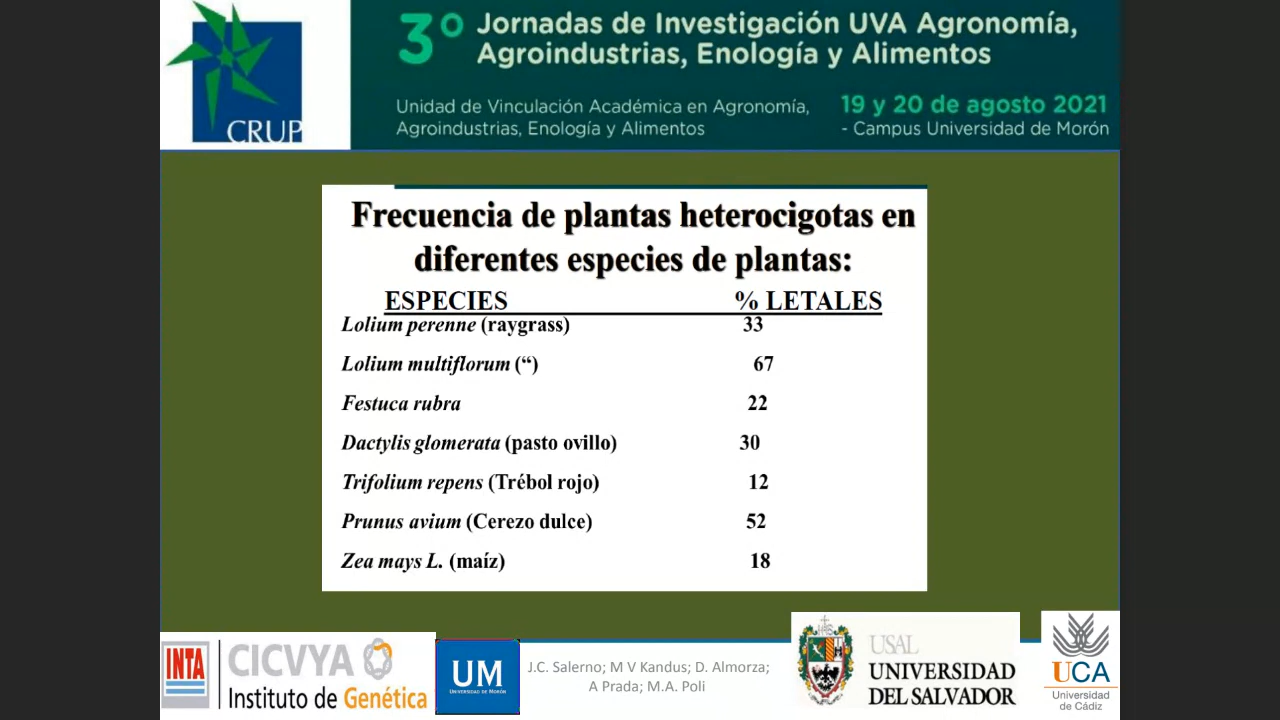 CRUP
3° Jornadas de Investigación UVA Agronomía,
Agroindustrias, Enología y Alimentos
Unidad de Vinculación Académica en Agronomía,
Agroindustrias, Enología y Alimentos
19 y 20 de agosto 2021
- Campus Universidad de Morón
Frecuencia de plantas heterocigotas en
diferentes especies de plantas:
ESPECIES % LETALES
Lolium perenne (raygrass) 33
Lolium multiflorum (“) 67
Festuca rubra 22
Dactylis glomerata (pasto ovillo) 30
Trifolium repens (Trébol rojo) 12
Prunus avium (Cerezo dulce) 52
Zea mays L. (maíz) 18
INTA
CICVYA
Instituto de Genética
UM
UNIVERSIDAD DE MORÓN
J.C. Salerno; M V Kandus; D. Almorza;
A Prada; M.A. Poli
USAL
UNIVERSIDAD
DEL SALVADOR
UCA
Universidad
de Cádiz